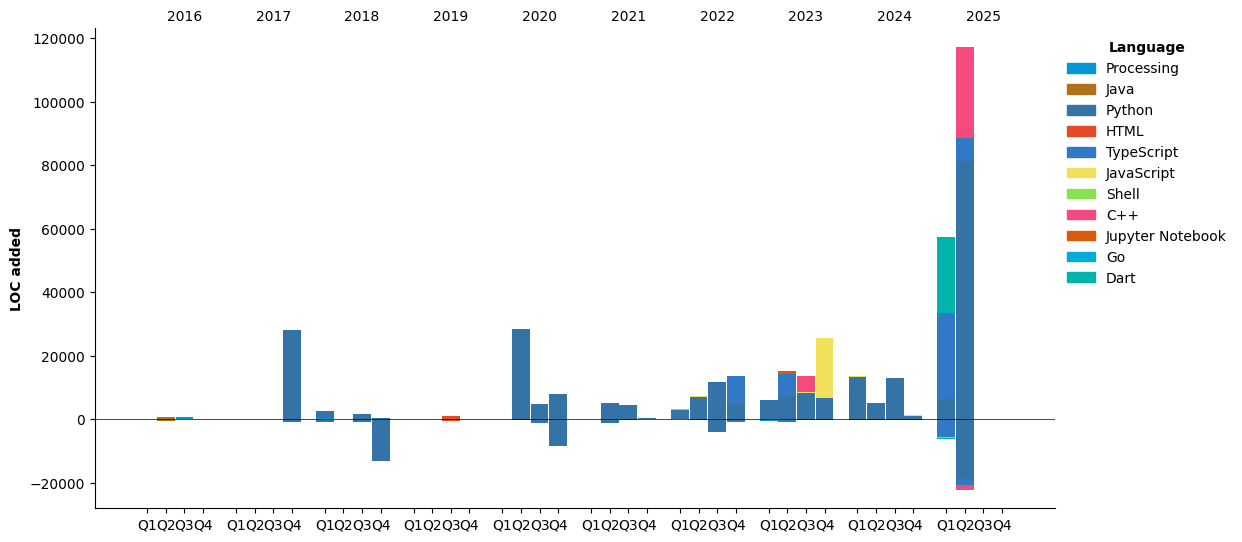 2016 2017 2018 2019 2020 2021 2022 2023 2024 2025
120000
100000
80000
60000
40000
20000
0
−20000
LOC added
Language
Processing
Java
Python
HTML
TypeScript
JavaScript
Shell
C++
Jupyter Notebook
Go
Dart
Q1Q2Q3Q4 Q1Q2Q3Q4 Q1Q2Q3Q4 Q1Q2Q3Q4 Q1Q2Q3Q4 Q1Q2Q3Q4 Q1Q2Q3Q4 Q1Q2Q3Q4 Q1Q2Q3Q4 Q1Q2Q3Q4